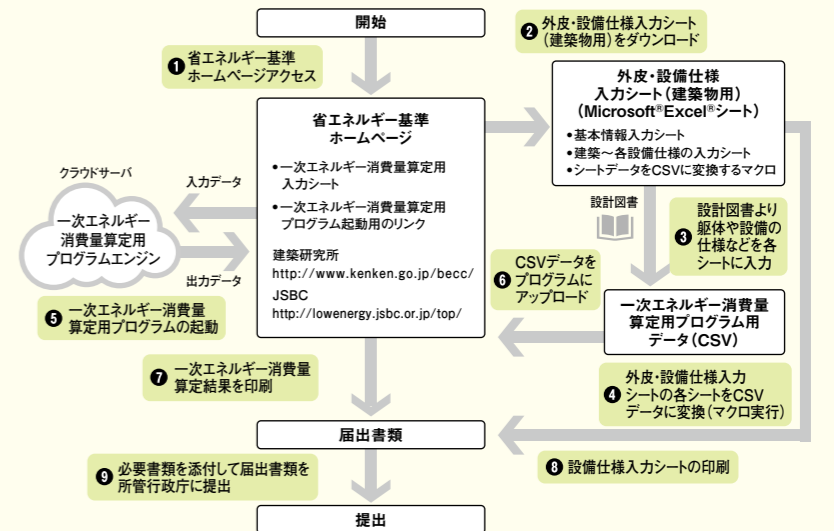 開始
❶ 省エネルギー基準
ホームページアクセス
❷ 外皮・設備仕様入力シート
(建築物用)をダウンロード
外皮・設備仕様
入力シート(建築物用)
(Microsoft®Excel®シート)
•基本情報入力シート
•建築～各設備仕様の入力シート
•シートデータをCSVに変換するマクロ
省エネルギー基準
ホームページ
•一次エネルギー消費量算定用
入力シート
•一次エネルギー消費量算定用
プログラム起動用のリンク
建築研究所
http://www.kenken.go.jp/becc/
JSBC
http://lowenergy.jsbc.or.jp/top/
クラウドサーバ
入力データ
一次エネルギー
消費量算定用
プログラムエンジン
出力データ
設計図書
❸ 設計図書より
躯体や設備の
仕様などを各
シートに入力
❻ CSVデータを
プログラムに
アップロード
❺ 一次エネルギー消費量
算定用プログラムの起動
一次エネルギー消費量
算定用プログラム用
データ(CSV)
❼ 一次エネルギー消費量
算定結果を印刷
❹ 外皮・設備仕様入力
シートの各シートをCSV
データに変換(マクロ実行)
届出書類
❽ 設備仕様入力シートの印刷
❾ 必要書類を添付して届出書類を
所管行政庁に提出
提出